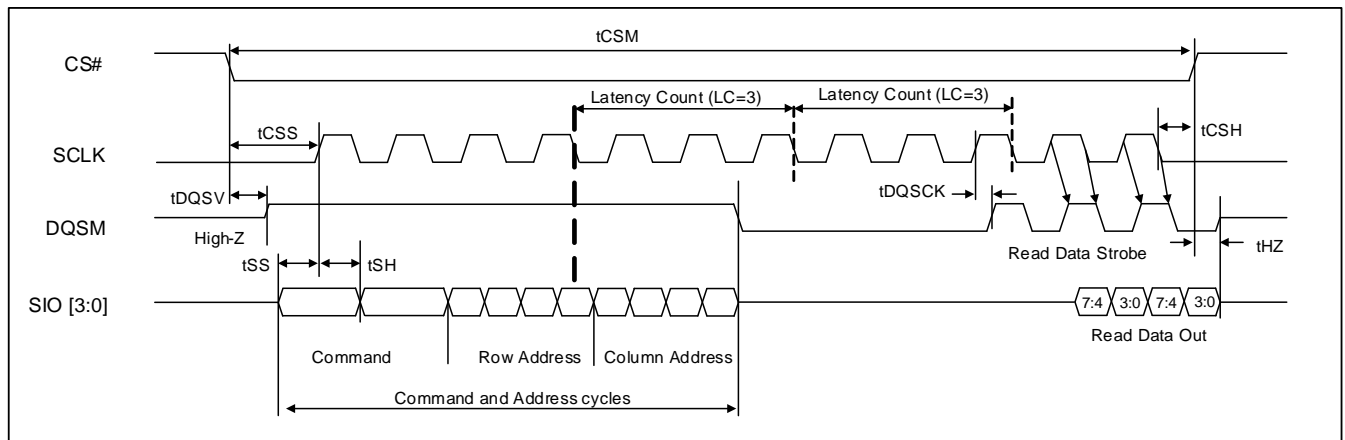 tCSM
CS#
Latency Count (LC=3)
Latency Count (LC=3)
tCSS
tCSH
SCLK
tDQSV
tDQSCK
DQSM
High-Z
Read Data Strobe
tHZ
tSS
tSH
SIO [3:0]
7:4
3:0
7:4
3:0
Read Data Out
Command
Row Address
Column Address
Command and Address cycles